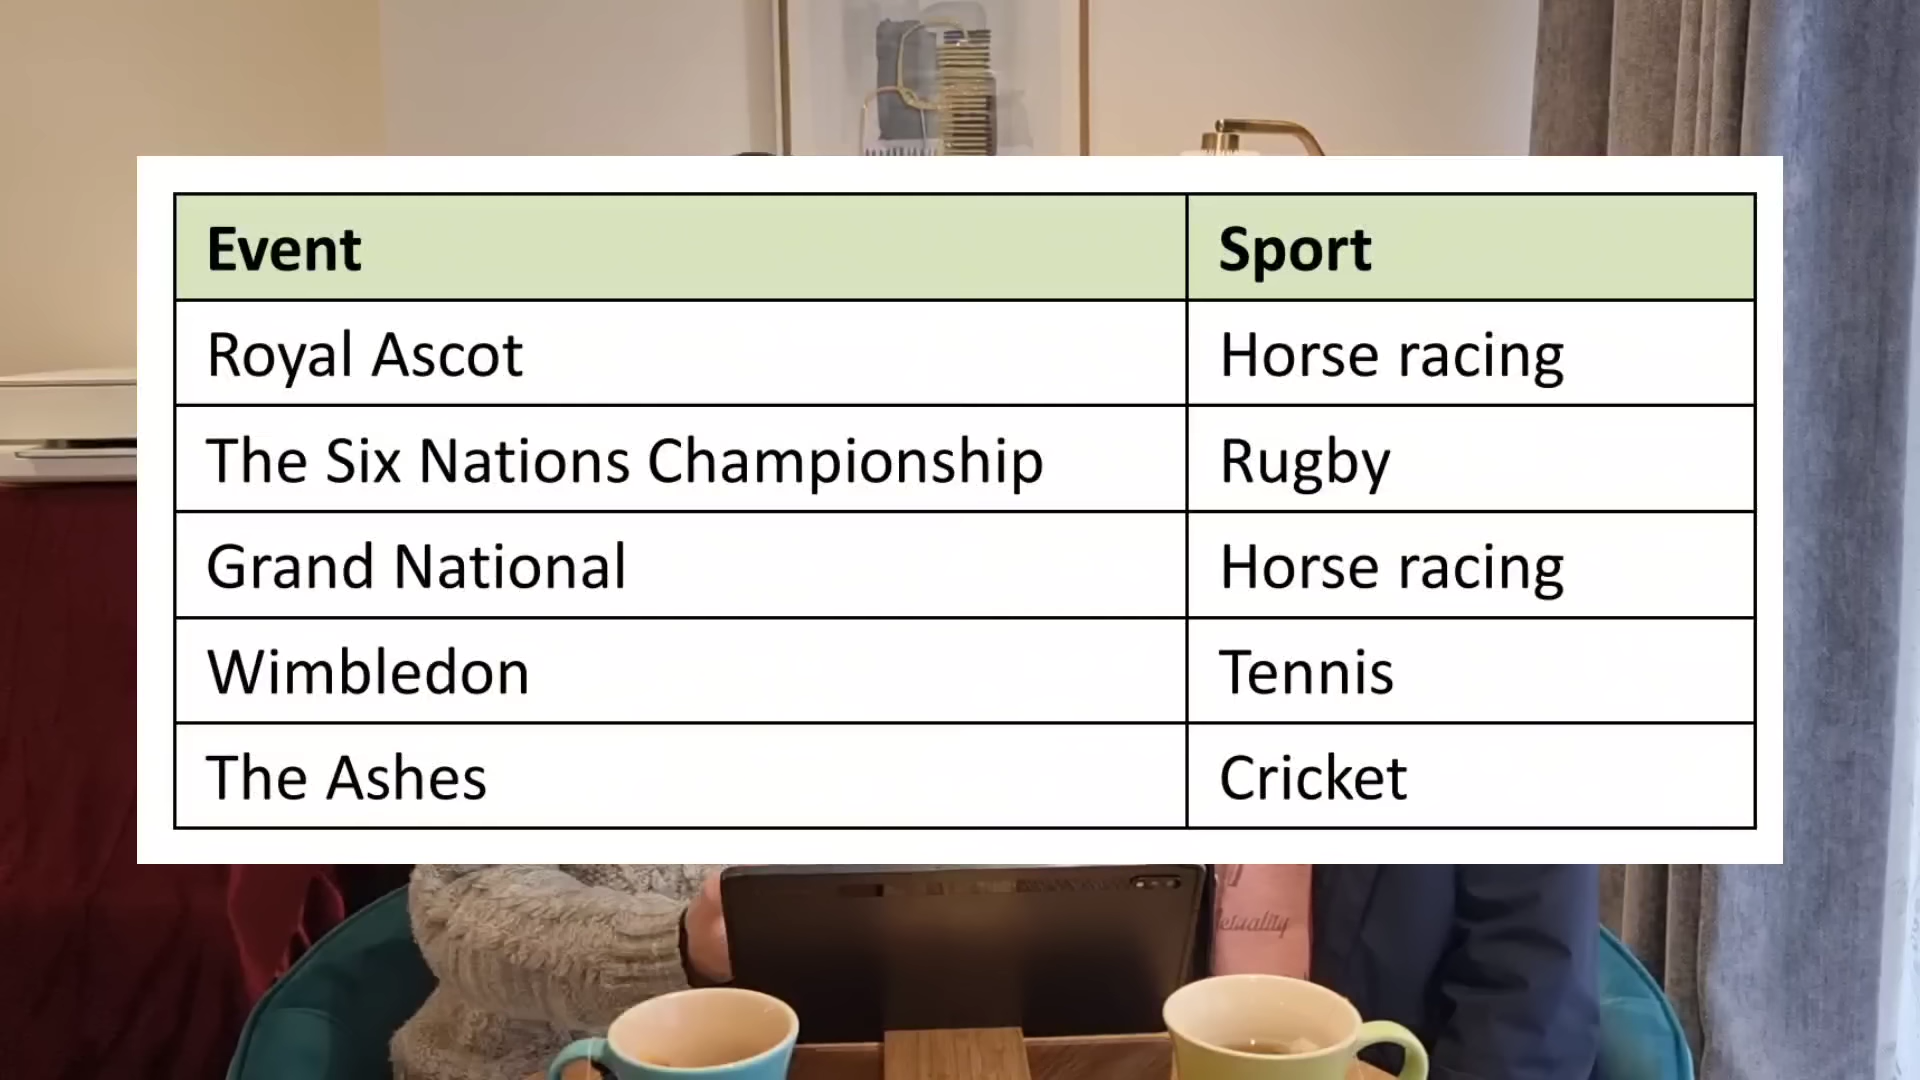 Event Sport
Royal Ascot Horse racing
The Six Nations Championship Rugby
Grand National Horse racing
Wimbledon Tennis
The Ashes Cricket